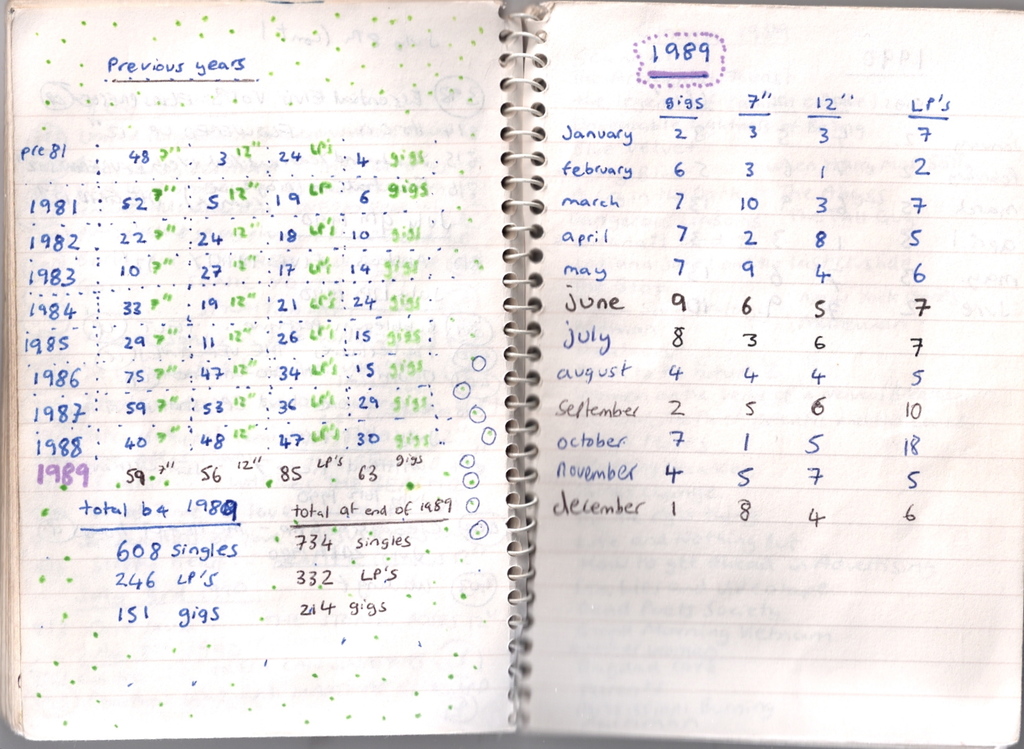 Previous years
pre 81 48 7" 3 12" 24 LP's 4 gigs
1981 52 7" 5 12" 19 LP 6 gigs
1982 22 7" 24 12" 18 LP's 10 gigs
1983 10 7" 27 12" 17 LP's 14 gigs
1984 33 7" 19 12" 21 LP's 24 gigs
1985 29 7" 11 12" 26 LP's 15 gigs
1986 75 7" 47 12" 34 LP's 15 gigs
1987 59 7" 53 12" 36 LP's 29 gigs
1988 40 7" 48 12" 47 LP's 30 gigs
1989 59 7" 56 12" 85 LP's 63 gigs
total b4 1989 total at end of 1989
608 singles 734 singles
246 LP's 332 LP'S
151 gigs 214 gigs
1989
gigs 7" 12" LP's
January 2 3 3 7
february 6 3 1 2
march 7 10 3 7
april 7 2 8 5
may 7 9 4 6
june 9 6 5 7
july 8 3 6 7
august 4 4 4 5
September 2 5 6 10
october 7 1 5 18
november 4 5 7 5
december 1 8 4 6